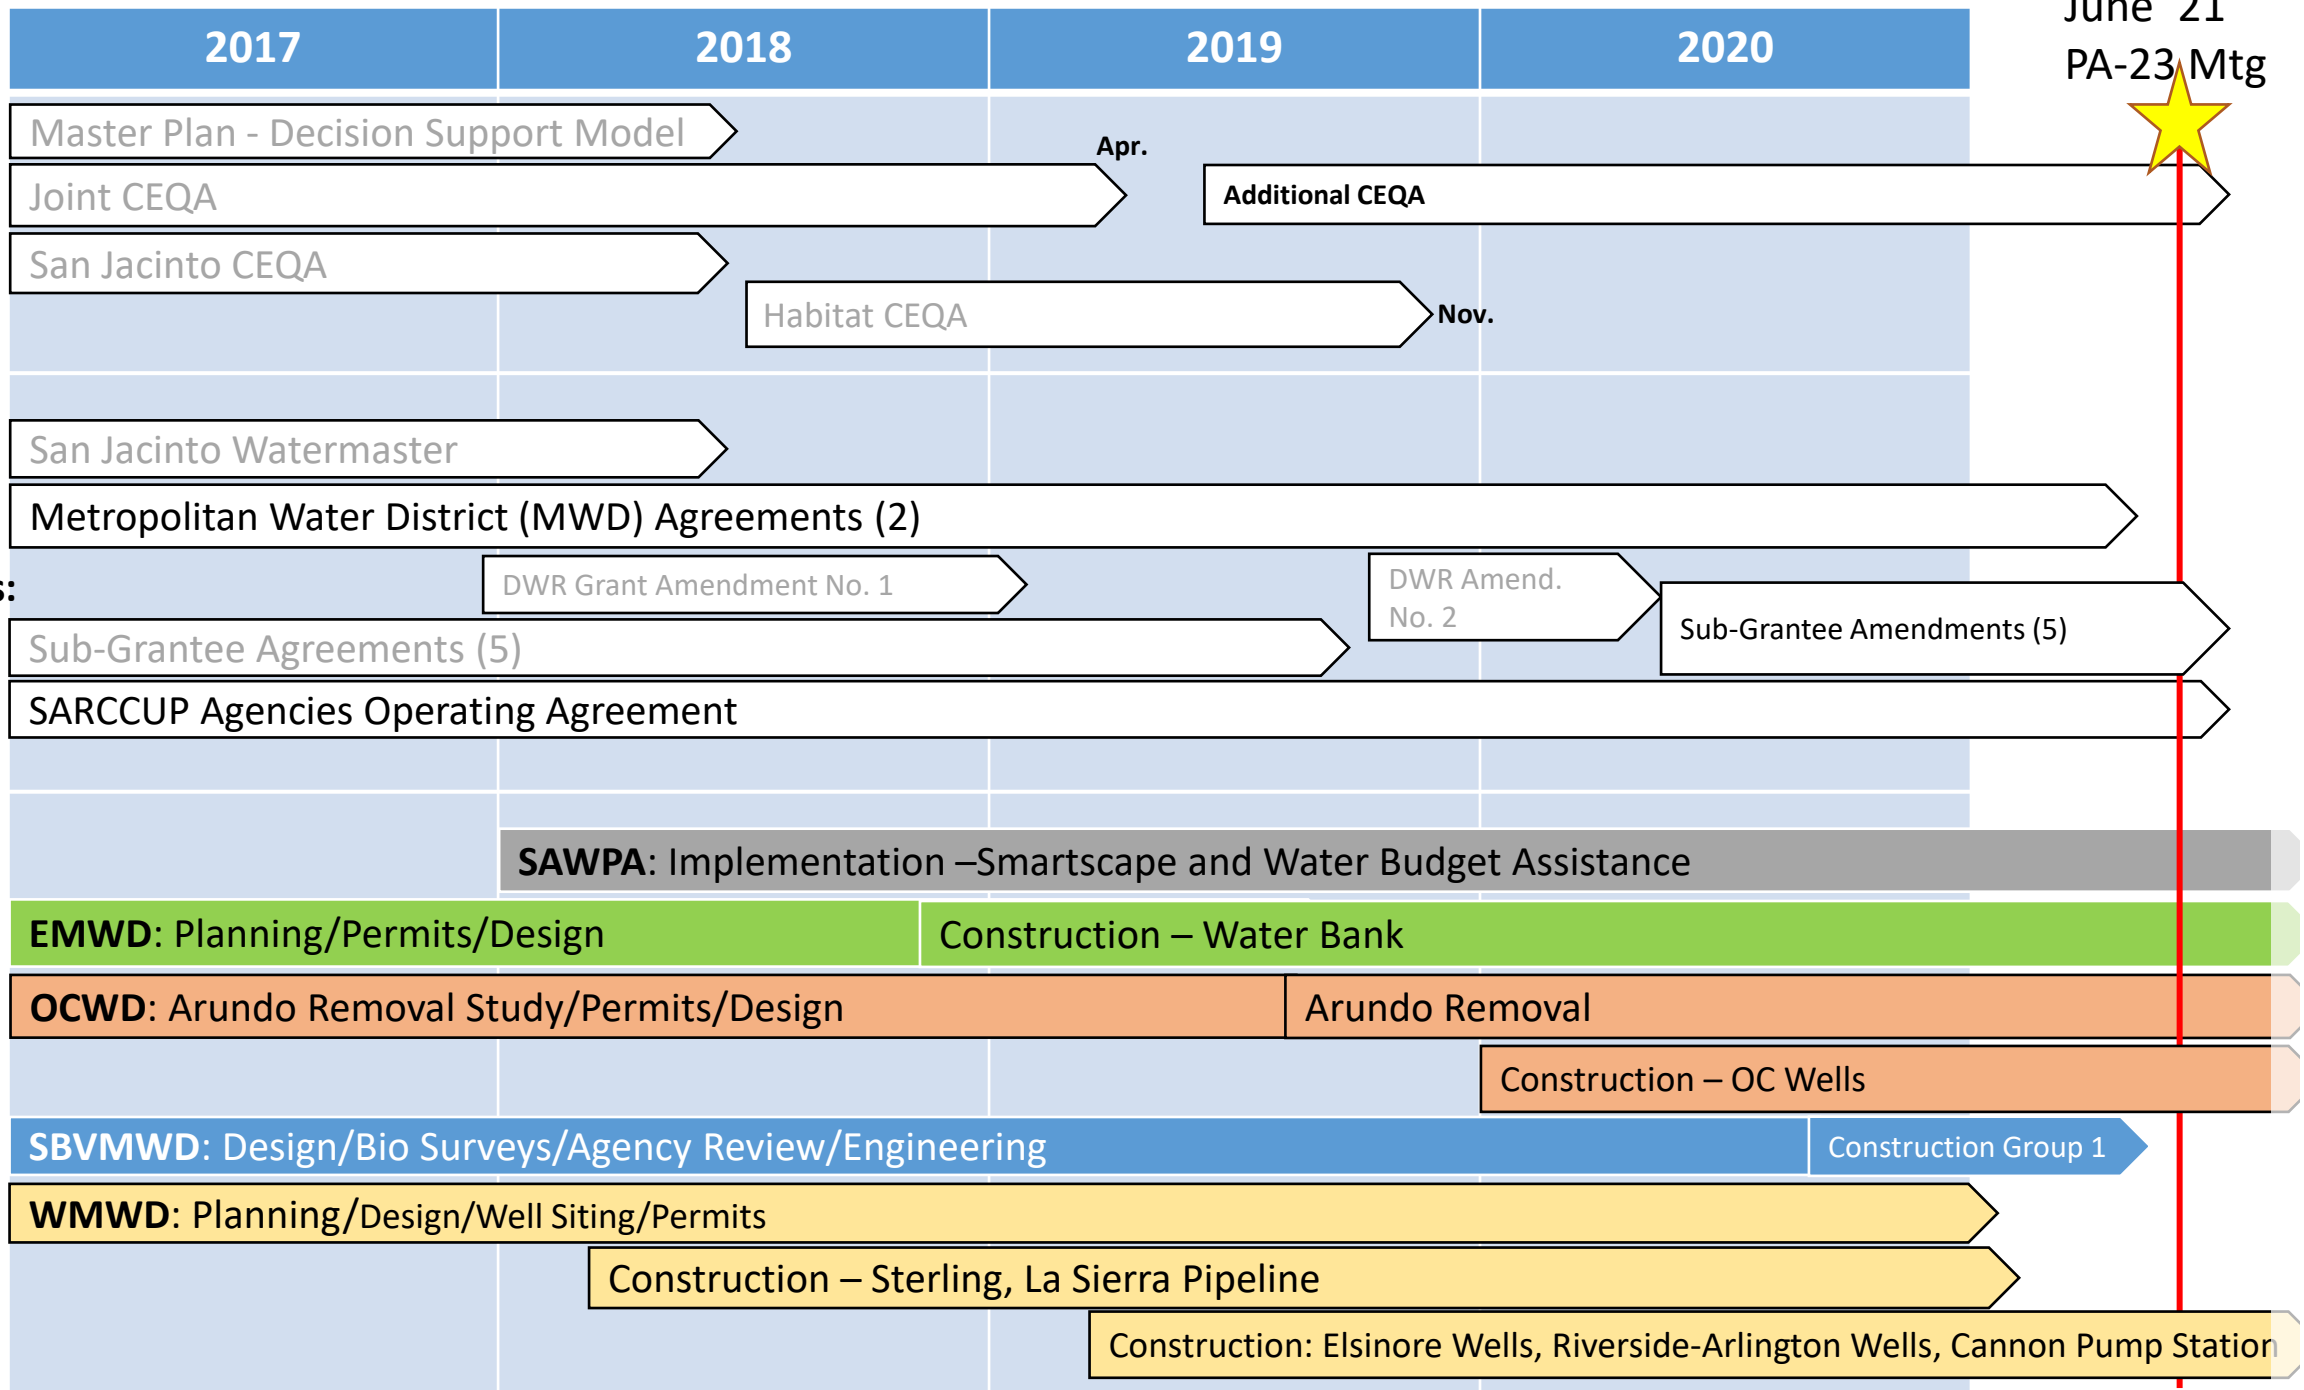 2017
2018
2019
2020
June 21
PA-23 Mtg
Master Plan - Decision Support Model
Apr.
Joint CEQA
Additional CEQA
San Jacinto CEQA
Habitat CEQA
Nov.
San Jacinto Watermaster
Metropolitan Water District (MWD) Agreements (2)
s:
DWR Grant Amendment No. 1
DWR Amend.
No. 2
Sub-Grantee Amendments (5)
Sub-Grantee Agreements (5)
SARCCUP Agencies Operating Agreement
SAWPA: Implementation –Smartscape and Water Budget Assistance
EMWD: Planning/Permits/Design
Construction – Water Bank
OCWD: Arundo Removal Study/Permits/Design
Arundo Removal
Construction – OC Wells
SBVMWD: Design/Bio Surveys/Agency Review/Engineering
Construction Group 1
WMWD: Planning/Design/Well Siting/Permits
Construction – Sterling, La Sierra Pipeline
Construction: Elsinore Wells, Riverside-Arlington Wells, Cannon Pump Station